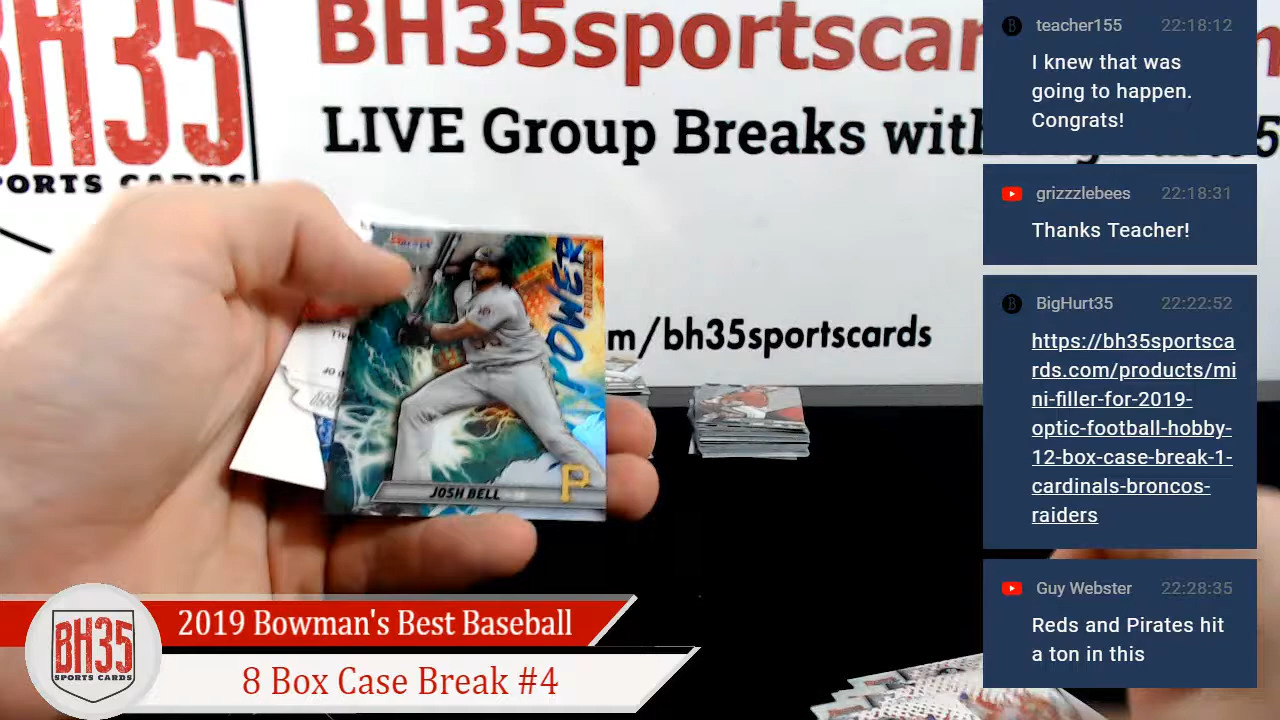 BH35
SPORTS CARDS
BH35sportscar
LIVE Group Breaks with
m/bh35sportscards
POWER
PRODUCERS
JOSH BELL
P
2019 Bowman's Best Baseball
8 Box Case Break #4
BH35
SPORTS CARDS
teacher155 22:18:12
I knew that was
going to happen.
Congrats!
grizzzlebees 22:18:31
Thanks Teacher!
BigHurt35 22:22:52
https://bh35sportsca
rds.com/products/mi
ni-filler-for-2019-
optic-football-hobby-
12-box-case-break-1-
cardinals-broncos-
raiders
Guy Webster 22:28:35
Reds and Pirates hit
a ton in this